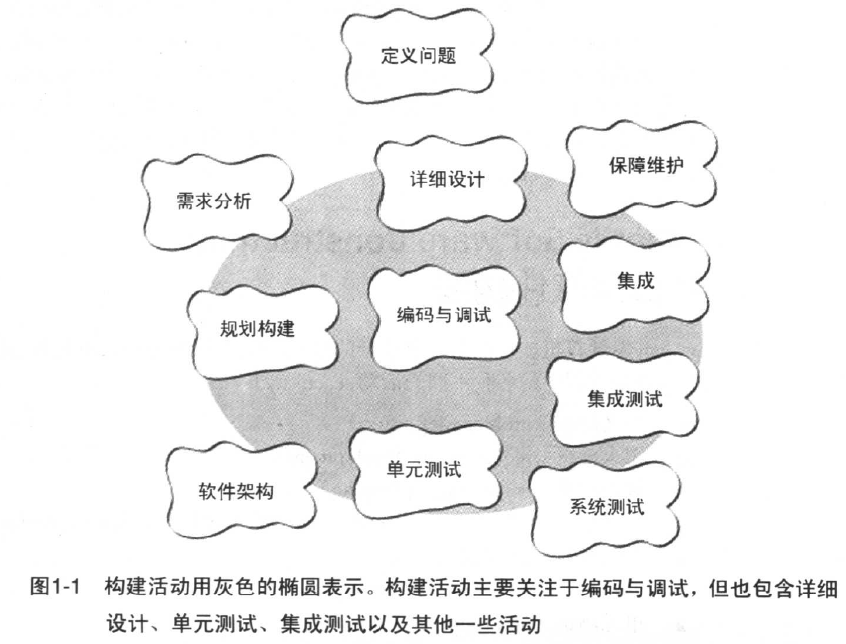 定义问题
需求分析
详细设计
保障维护
规划构建
编码与调试
集成
集成测试
软件架构
单元测试
系统测试
图1-1 构建活动用灰色的椭圆表示。构建活动主要关注于编码与调试，但也包含详细
设计、单元测试、集成测试以及其他一些活动